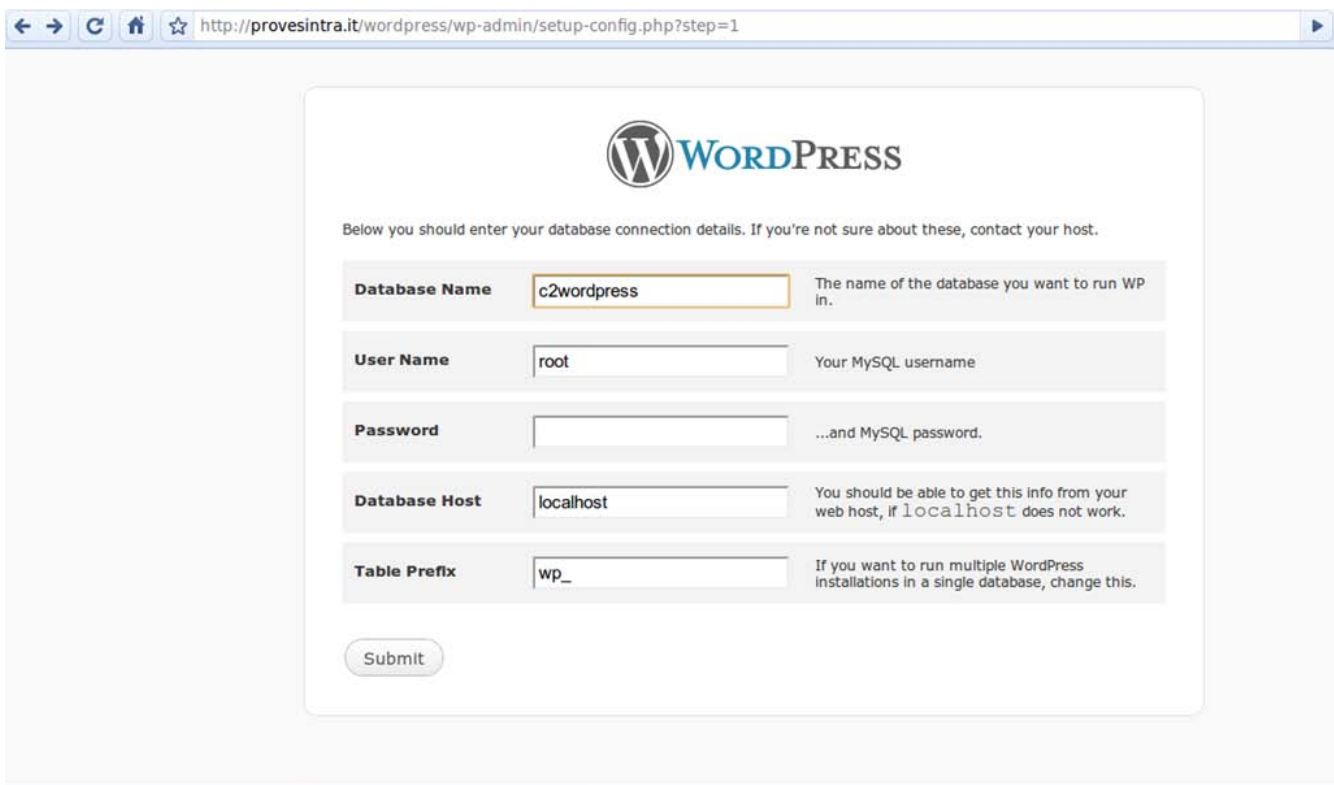 http://provesintra.it/wordpress/wp-admin/setup-config.php?step=1
WORDPRESS
Below you should enter your database connection details. If you're not sure about these, contact your host.
Database Name
c2wordpress
The name of the database you want to run WP
in.
User Name
root
Your MySQL username
Password
...and MySQL password.
Database Host
localhost
You should be able to get this info from your
web host, if localhost does not work.
Table Prefix
wp_
If you want to run multiple WordPress
installations in a single database, change this.
Submit